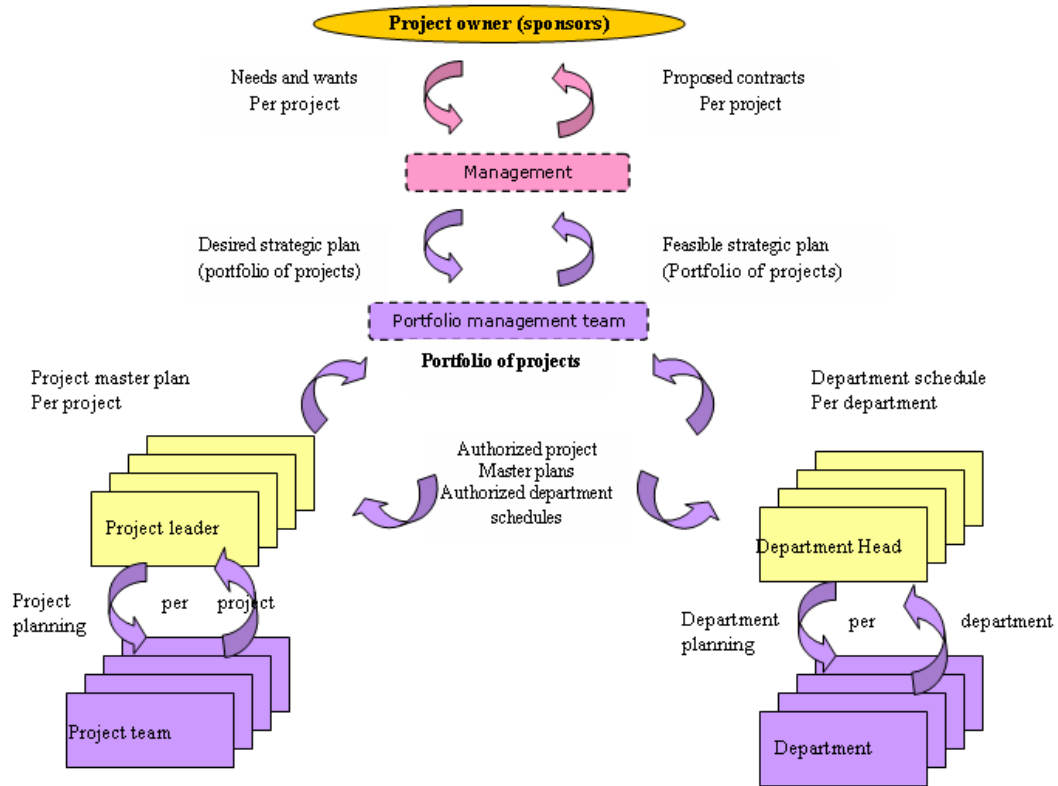 Project owner (sponsors)
Needs and wants
Per project
Proposed contracts
Per project
Management
Desired strategic plan
(portfolio of projects)
Feasible strategic plan
(Portfolio of projects)
Portfolio management team
Portfolio of projects
Project master plan
Per project
Department schedule
Per department
Authorized project
Master plans
Authorized department
schedules
Project leader
Department Head
Project
planning
per project
Department
planning
per department
Project team
Department